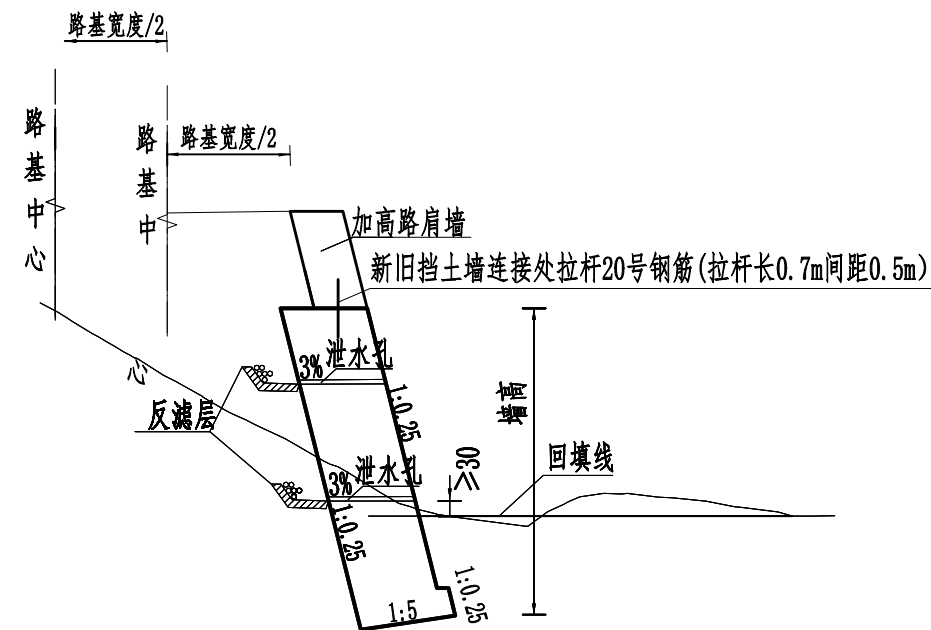 路基宽度/2
路基中心
路基中
心
路基宽度/2
加高路肩墙
新旧挡土墙连接处拉杆20号钢筋(拉杆长0.7m间距0.5m)
3%
泄水孔
1:0.25
反滤层
墙高
≥30
回填线
3%
泄水孔
1:0.25
1:0.25
1:5